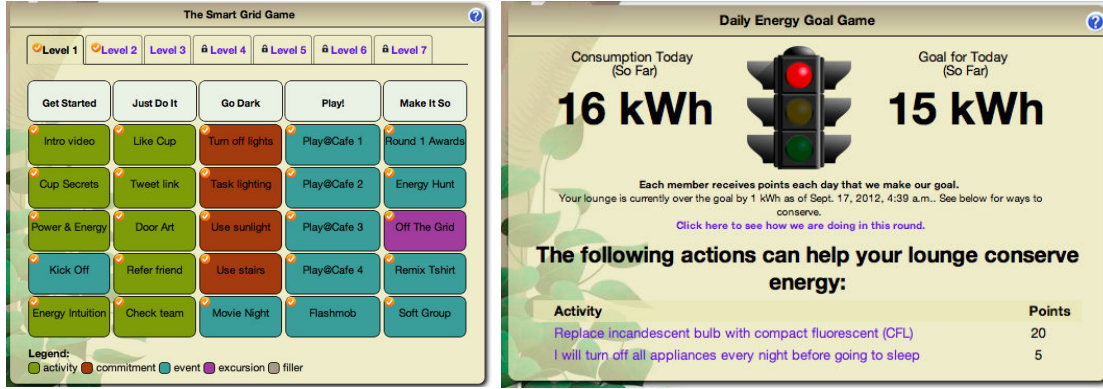 The Smart Grid Game
?
Level 1 Level 2 Level 3 Level 4 Level 5 Level 6 Level 7
Get Started Just Do It Go Dark Play! Make It So
Intro video Like Cup Turn off lights Play@Cafe 1 Round 1 Awards
Cup Secrets Tweet link Task lighting Play@Cafe 2 Energy Hunt
Power & Energy Door Art Use sunlight Play@Cafe 3 Off The Grid
Kick Off Refer friend Use stairs Play@Cafe 4 Remix Tshirt
Energy Intuition Check team Movie Night Flashmob Soft Group
Legend:
activity commitment event excursion filler
Daily Energy Goal Game
?
Consumption Today
(So Far)
16 kWh
Goal for Today
(So Far)
15 kWh
Each member receives points each day that we make our goal.
Your lounge is currently over the goal by 1 kWh as of Sept. 17, 2012, 4:39 a.m.. See below for ways to
conserve.
Click here to see how we are doing in this round.
The following actions can help your lounge conserve
energy:
Activity Points
Replace incandescent bulb with compact fluorescent (CFL) 20
I will turn off all appliances every night before going to sleep 5